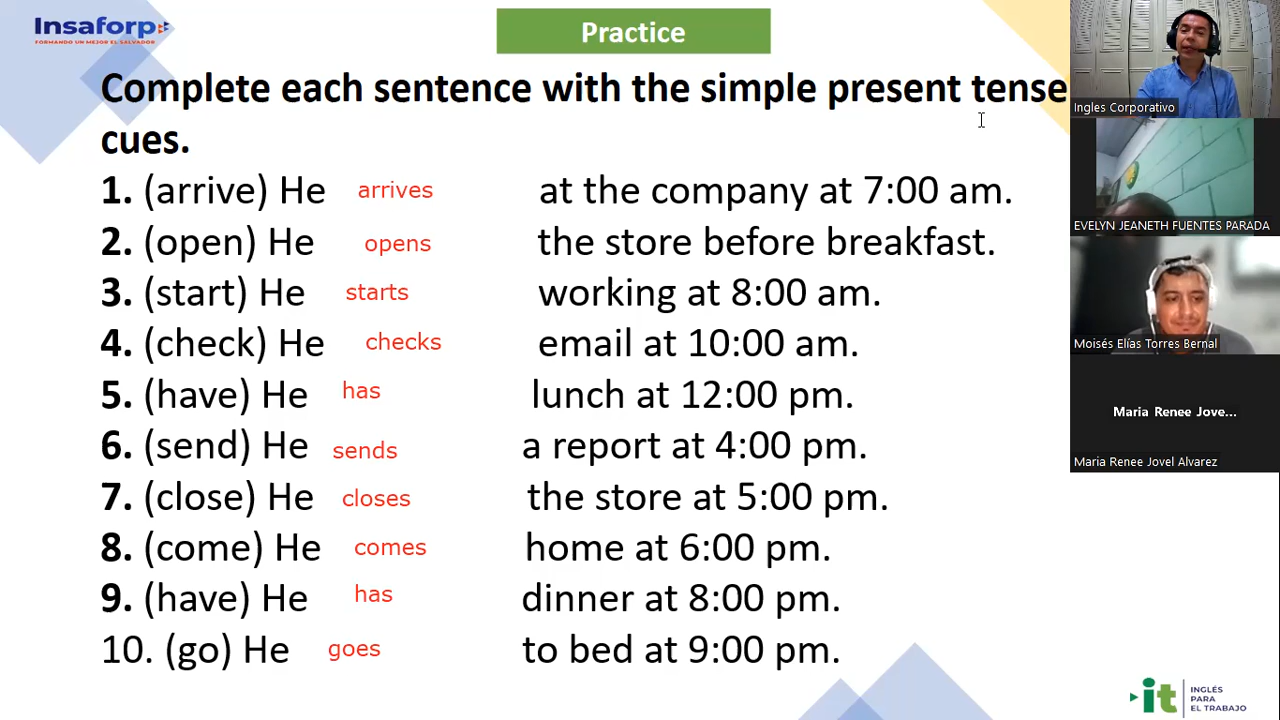 Insaforp
FORMANDO UN MEJOR EL SALVADOR
Practice
Complete each sentence with the simple present tense
cues.
1. (arrive) He arrives at the company at 7:00 am.
2. (open) He opens the store before breakfast.
3. (start) He starts working at 8:00 am.
4. (check) He checks email at 10:00 am.
5. (have) He has lunch at 12:00 pm.
6. (send) He sends a report at 4:00 pm.
7. (close) He closes the store at 5:00 pm.
8. (come) He comes home at 6:00 pm.
9. (have) He has dinner at 8:00 pm.
10. (go) He goes to bed at 9:00 pm.
Ingles Corporativo
EVELYN JEANETH FUENTES PARADA
Moisés Elías Torres Bernal
Maria Renee Jove...
Maria Renee Jovel Alvarez
it INGLÉS
PARA
EL TRABAJO